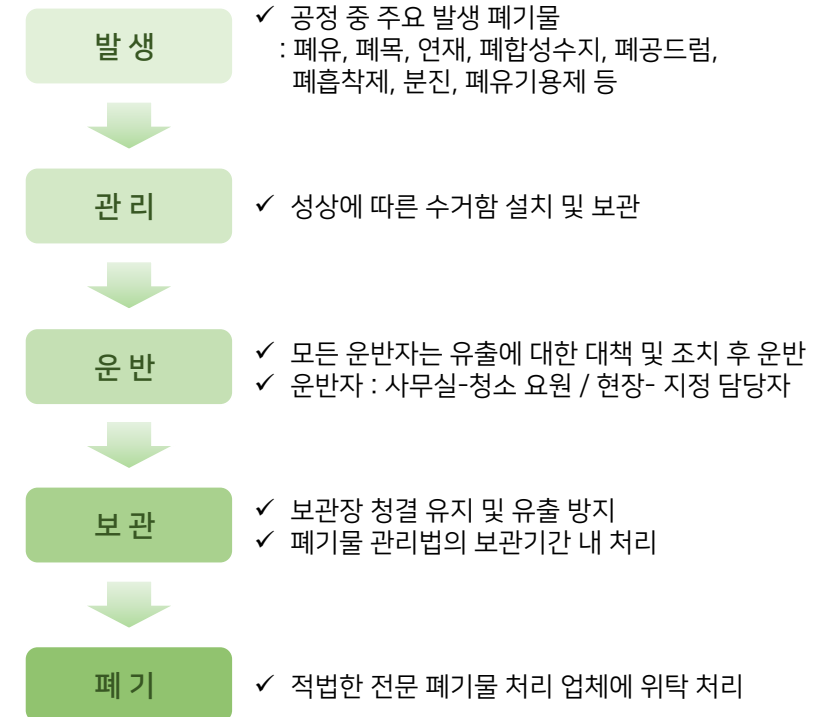 발 생
✓ 공정 중 주요 발생 폐기물
: 폐유, 폐목, 연재, 폐합성수지, 폐공드럼,
폐흡착제, 분진, 폐유기용제 등
관 리
✓ 성상에 따른 수거함 설치 및 보관
운 반
✓ 모든 운반자는 유출에 대한 대책 및 조치 후 운반
✓ 운반자 : 사무실-청소 요원 / 현장- 지정 담당자
보 관
✓ 보관장 청결 유지 및 유출 방지
✓ 폐기물 관리법의 보관기간 내 처리
폐 기
✓ 적법한 전문 폐기물 처리 업체에 위탁 처리